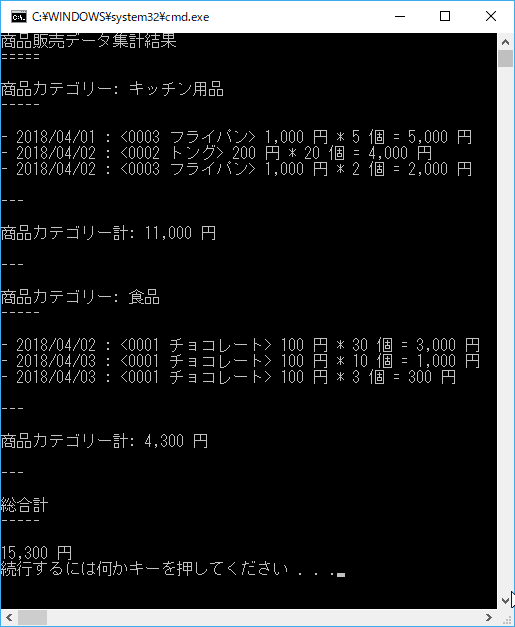 C:¥WINDOWS¥system32¥cmd.exe
商品販売データ集計結果
=====
商品カテゴリー: キッチン用品
-----
- 2018/04/01 : <0003 フライパン> 1,000 円 * 5 個 = 5,000 円
- 2018/04/02 : <0002 トング> 200 円 * 20 個 = 4,000 円
- 2018/04/02 : <0003 フライパン> 1,000 円 * 2 個 = 2,000 円
---
商品カテゴリー計: 11,000 円
---
商品カテゴリー: 食品
-----
- 2018/04/02 : <0001 チョコレート> 100 円 * 30 個 = 3,000 円
- 2018/04/03 : <0001 チョコレート> 100 円 * 10 個 = 1,000 円
- 2018/04/03 : <0001 チョコレート> 100 円 * 3 個 = 300 円
---
商品カテゴリー計: 4,300 円
---
総合計
-----
15,300 円
続行するには何かキーを押してください . . .